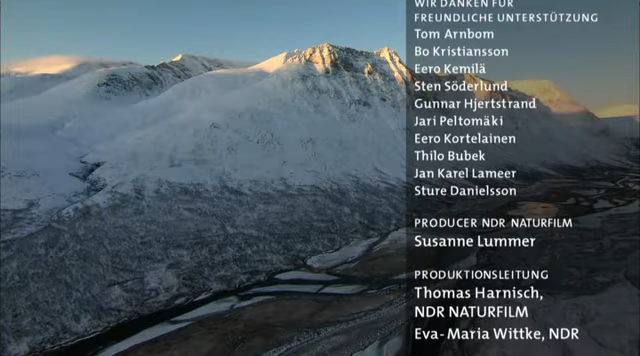 WIR DANKEN FÜR
FREUNDLICHE UNTERSTÜTZUNG
Tom Arnbom
Bo Kristiansson
Eero Kemilä
Sten Söderlund
Gunnar Hjertstrand
Jari Peltomäki
Eero Kortelainen
Thilo Bubek
Jan Karel Lameer
Sture Danielsson
PRODUCER NDR NATURFILM
Susanne Lummer
PRODUKTIONSLEITUNG
Thomas Harnisch,
NDR NATURFILM
Eva-Maria Wittke, NDR